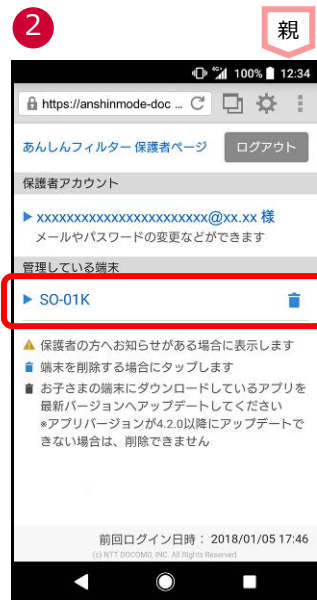 2
親
100% 12:34
https://anshinmode-doc ...
あんしんフィルター 保護者ページ ログアウト
保護者アカウント
xxxxxxxxxxxxxxxxxxxxxxx@xx.xx 様
メールやパスワードの変更などができます
管理している端末
SO-01K
保護者の方へお知らせがある場合に表示します
端末を削除する場合にタップします
お子さまの端末にダウンロードしているアプリを
最新バージョンへアップデートしてください
※アプリバージョンが4.2.0以降にアップデートで
きない場合は、削除できません
前回ログイン日時： 2018/01/05 17:46
(c) NTT DOCOMO, INC. All Rights Reserved.